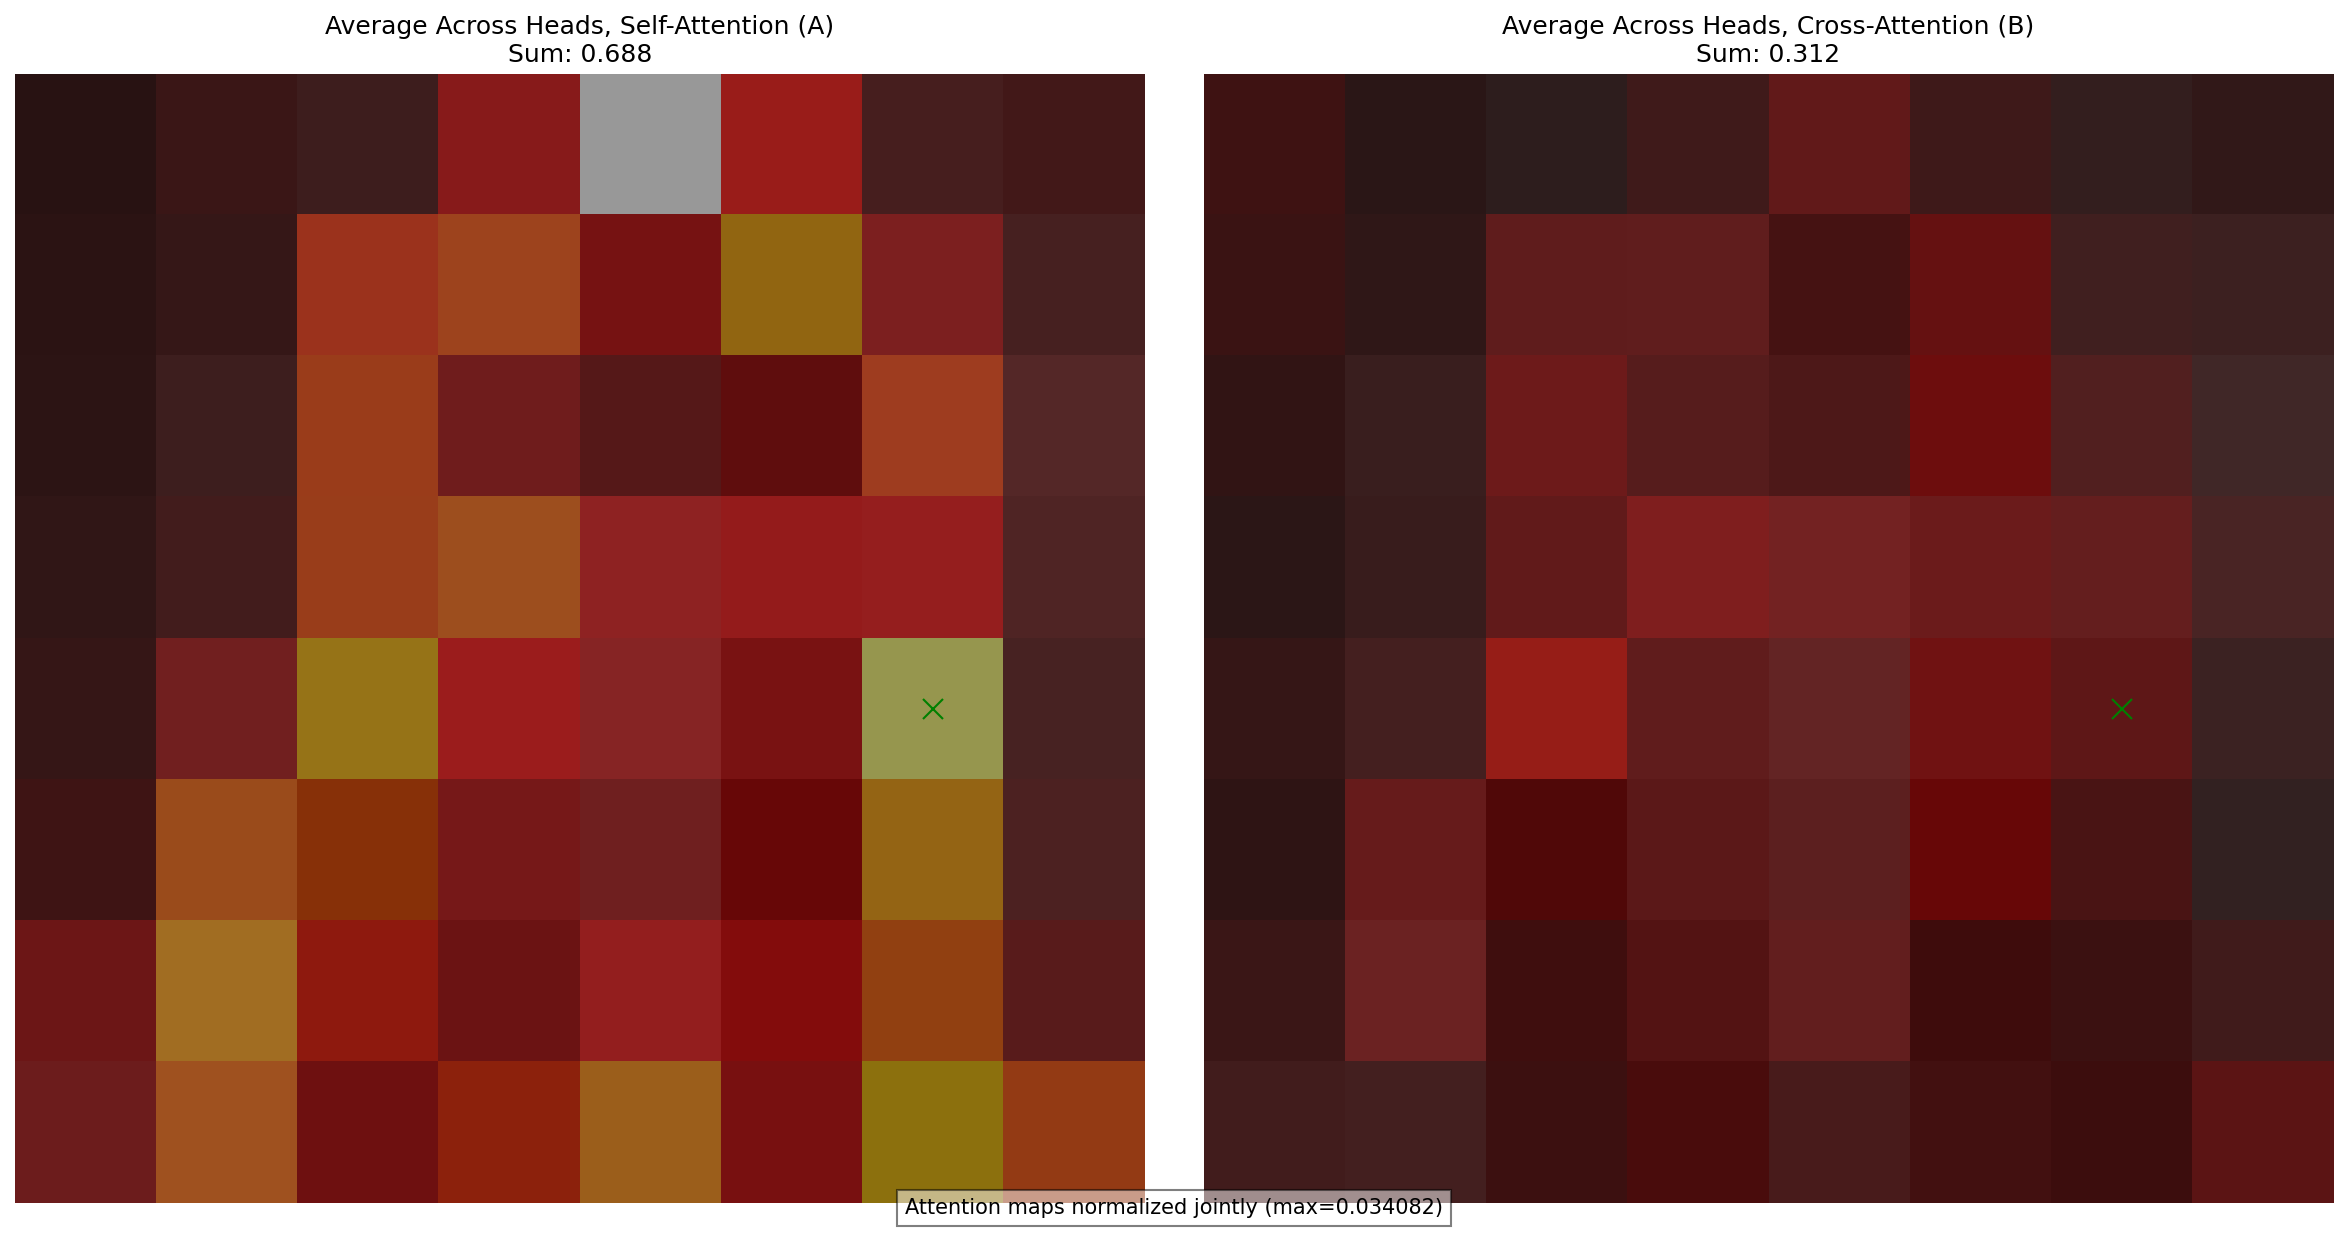 Average Across Heads, Self-Attention (A)
Sum: 0.688
Average Across Heads, Cross-Attention (B)
Sum: 0.312
Attention maps normalized jointly (max=0.034082)